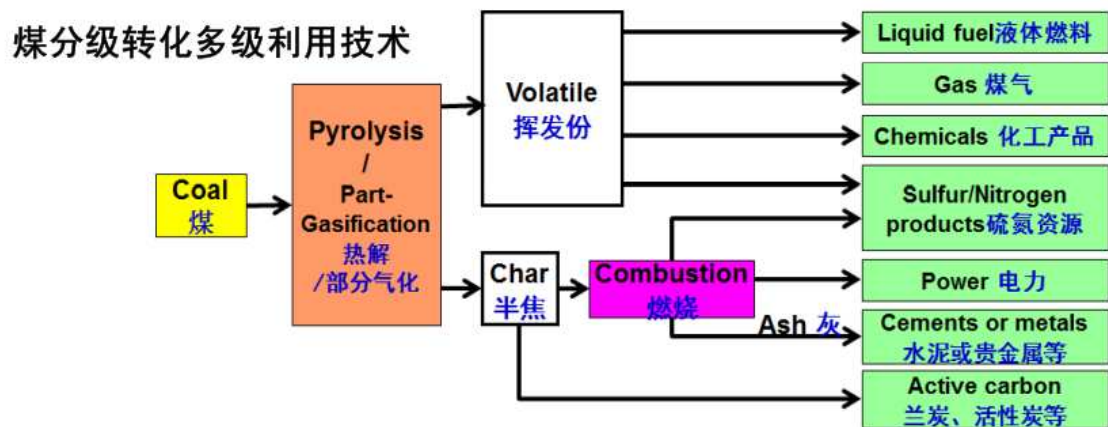 煤分级转化多级利用技术
Coal
煤
Pyrolysis
/
Part-
Gasification
热解
/部分气化
Volatile
挥发份
Char
半焦
Combustion
燃烧
Ash 灰
Liquid fuel液体燃料
Gas 煤气
Chemicals 化工产品
Sulfur/Nitrogen
products硫氮资源
Power 电力
Cements or metals
水泥或贵金属等
Active carbon
兰炭、活性炭等